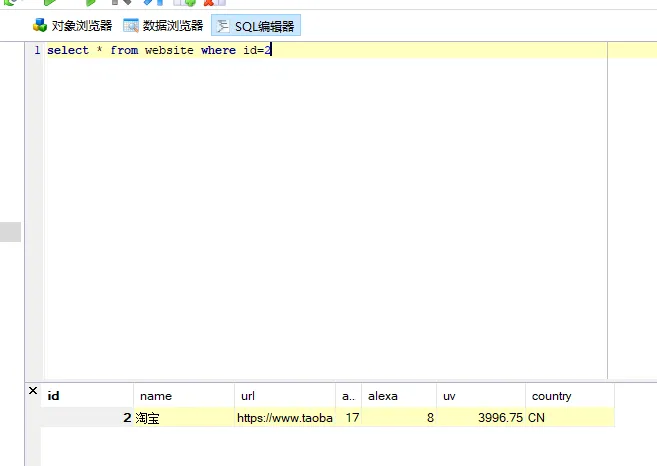 对象浏览器 数据浏览器 SQL编辑器
1 select * from website where id=2
id name url a.. alexa uv country
2 淘宝 https://www.taoba 17 8 3996.75 CN